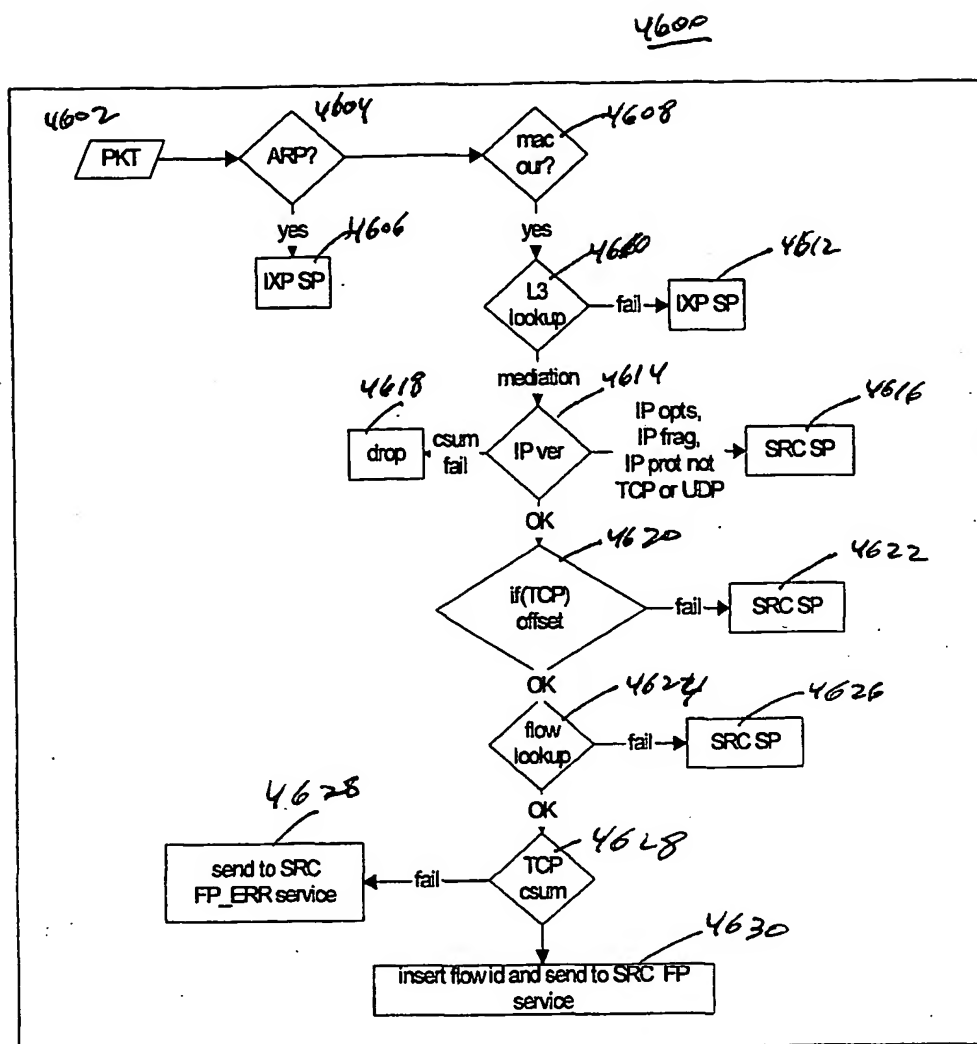 4600
4602
4604
4608
PKT
ARP?
mac
our?
yes
4606
yes
4612
IXP SP
L3
lookup
fail
IXP SP
mediation
4614
4618
4616
drop
csum
fail
IP ver
IP opts,
IP frag,
IP prot not
TCP or UDP
SRC SP
OK
4620
4622
if(TCP)
offset
fail
SRC SP
OK
4624
4626
flow
lookup
fail
SRC SP
4628
OK
4628
send to SRC
FP_ERR service
fail
TCP
csum
4630
insert flow id and send to SRC FP
service